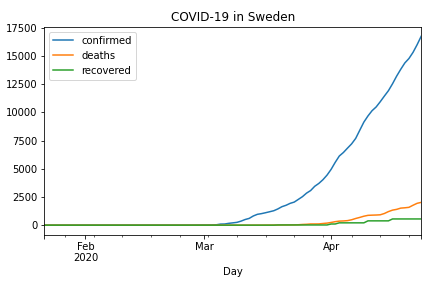 COVID-19 in Sweden
17500
15000
12500
10000
7500
5000
2500
0
confirmed
deaths
recovered
Feb
2020
Mar
Apr
Day